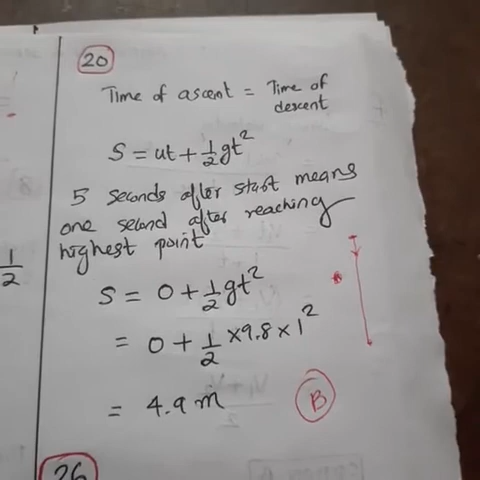 20
Time of ascent = Time of
descent
S = ut + 1/2 gt²
5 seconds after start means
one second after reaching
highest point
S = 0 + 1/2 gt²
= 0 + 1/2 × 9.8 × 1²
= 4.9 m
B
1/2
26